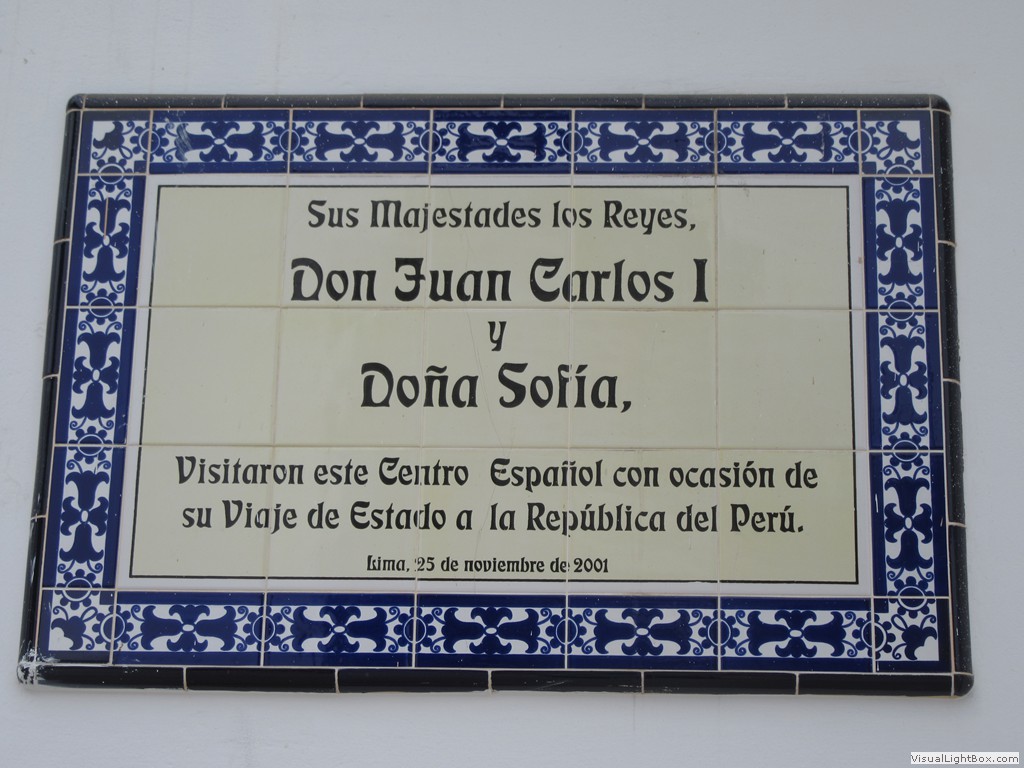 Sus Majestades los Reyes,
Don Juan Carlos I
y
Doña Sofía,
Visitaron este Centro Español con ocasión de
su Viaje de Estado a la República del Perú.
Lima, 25 de noviembre de 2001
VisualLightBox.com